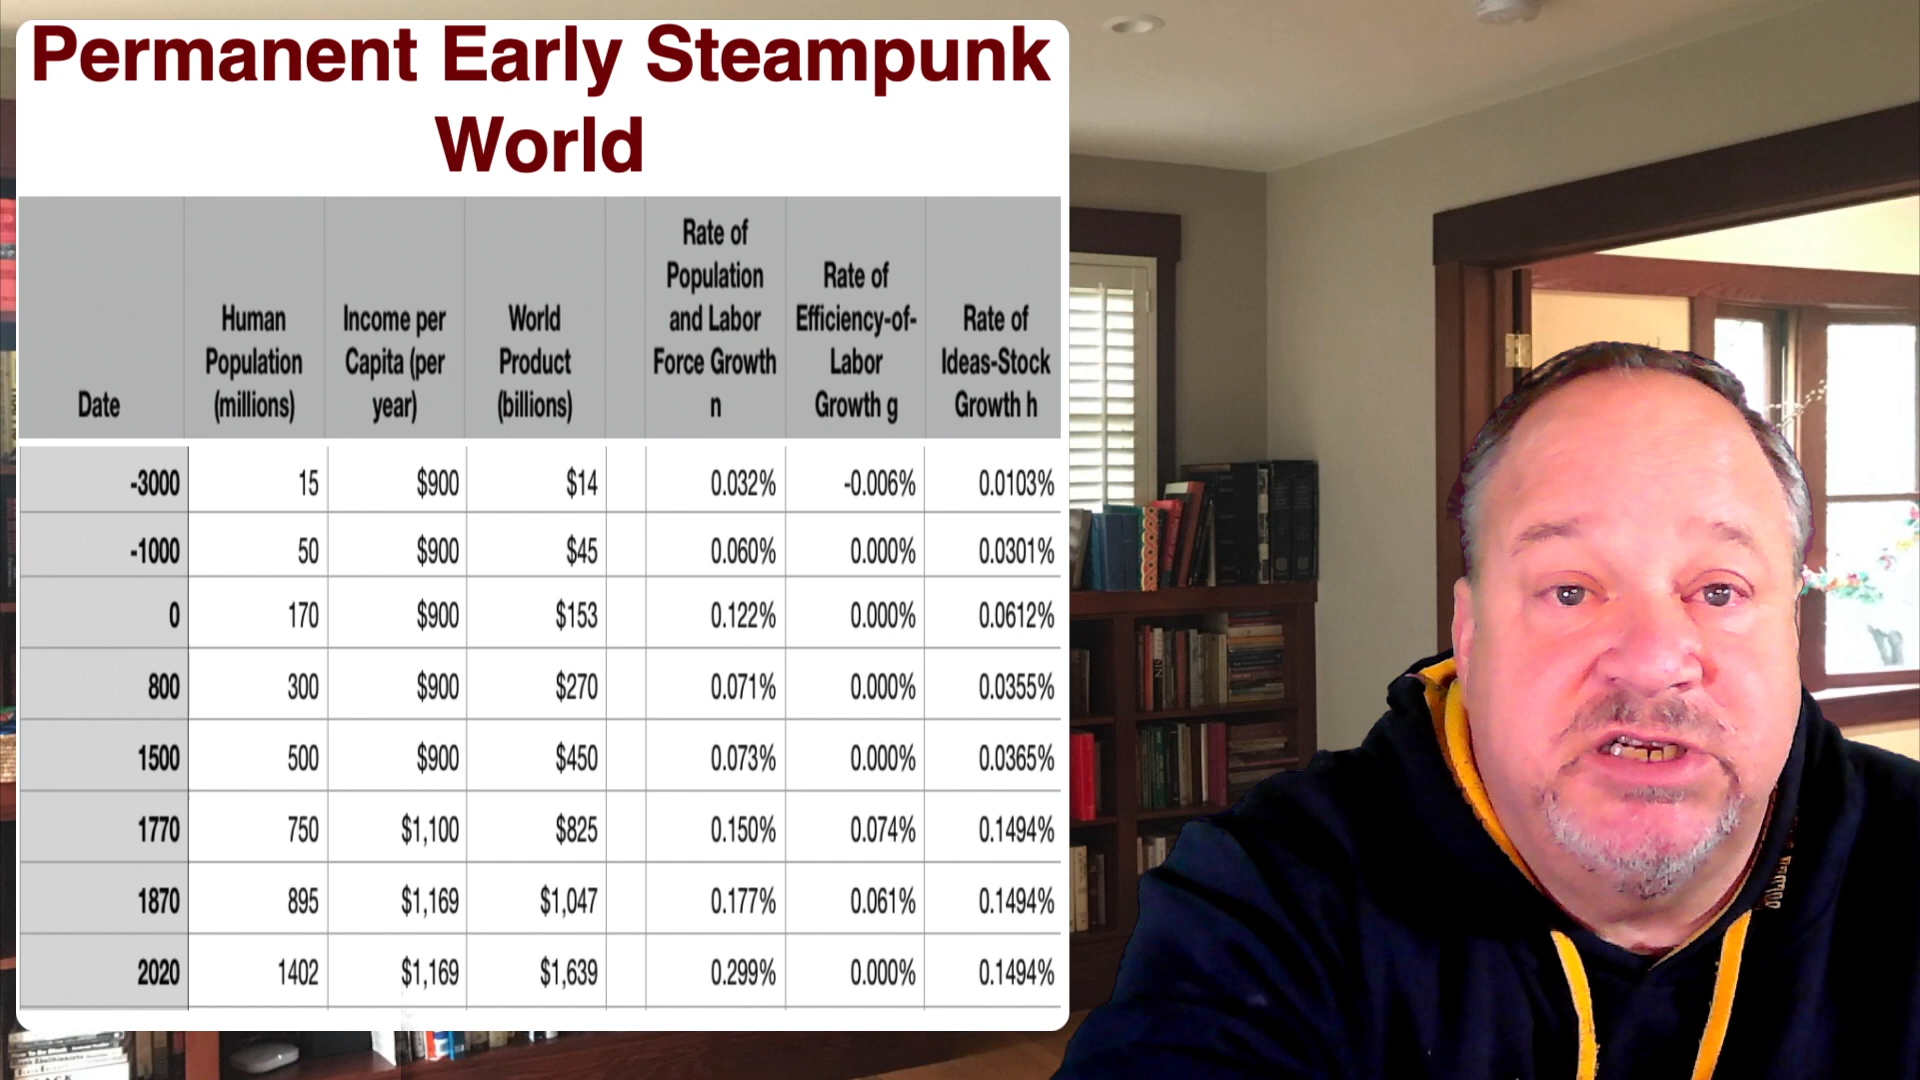 Permanent Early Steampunk
World
Date Human Population (millions) Income per Capita (per year) World Product (billions) Rate of Population and Labor Force Growth n Rate of Efficiency-of-Labor Growth g Rate of Ideas-Stock Growth h
-3000 15 $900 $14 0.032% -0.006% 0.0103%
-1000 50 $900 $45 0.060% 0.000% 0.0301%
0 170 $900 $153 0.122% 0.000% 0.0612%
800 300 $900 $270 0.071% 0.000% 0.0355%
1500 500 $900 $450 0.073% 0.000% 0.0365%
1770 750 $1,100 $825 0.150% 0.074% 0.1494%
1870 895 $1,169 $1,047 0.177% 0.061% 0.1494%
2020 1402 $1,169 $1,639 0.299% 0.000% 0.1494%